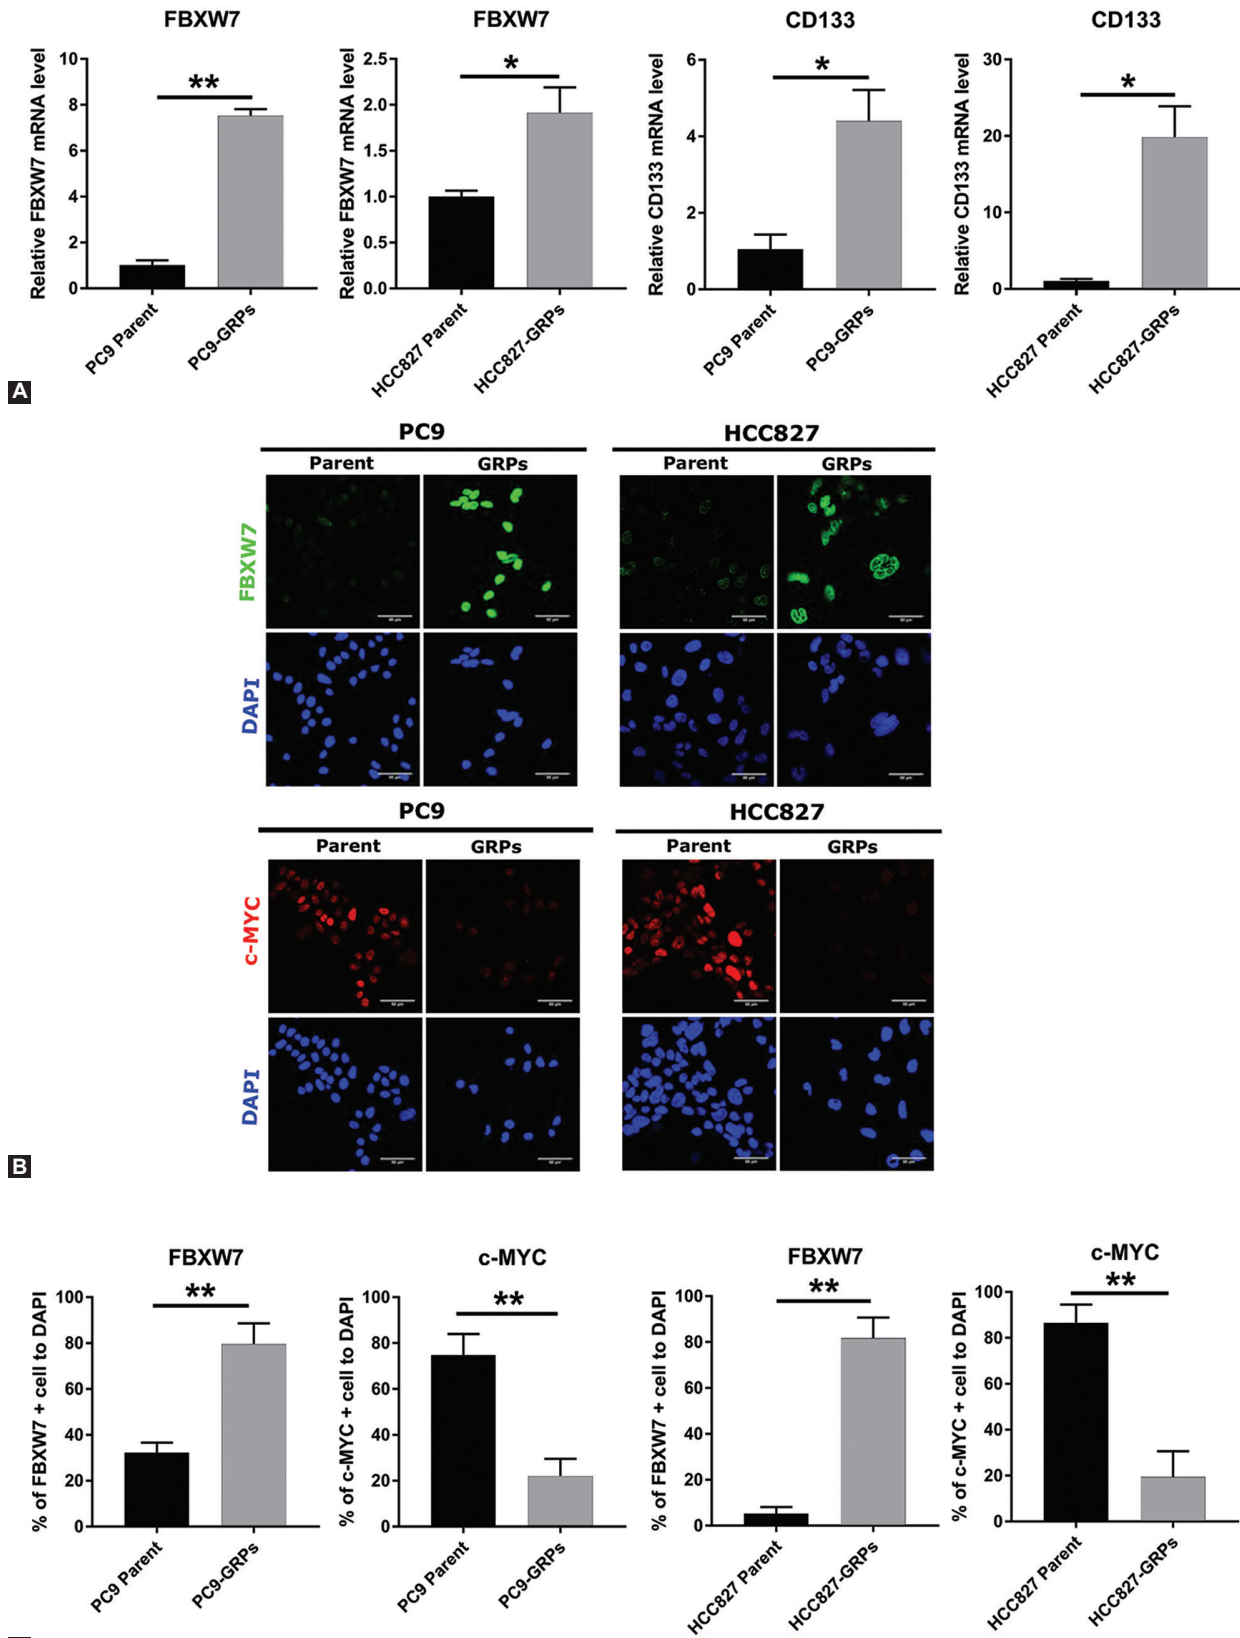 FBXW7
FBXW7
CD133
CD133
Relative FBXW7 mRNA level
10
8
6
4
2
0
**
PC9 Parent
PC9-GRPs
Relative FBXW7 mRNA level
2.5
2.0
1.5
1.0
0.5
0.0
*
HCC827 Parent
HCC827-GRPs
Relative CD133 mRNA level
6
4
2
0
*
PC9 Parent
PC9-GRPs
Relative CD133 mRNA level
30
20
10
0
*
HCC827 Parent
HCC827-GRPs
A
PC9
HCC827
Parent
GRPs
Parent
GRPs
FBXW7
DAPI
PC9
HCC827
Parent
GRPs
Parent
GRPs
c-MYC
DAPI
B
FBXW7
c-MYC
FBXW7
c-MYC
% of FBXW7 + cell to DAPI
100
80
60
40
20
0
**
PC9 Parent
PC9-GRPs
% of c-MYC + cell to DAPI
100
80
60
40
20
0
**
PC9 Parent
PC9-GRPs
% of FBXW7 + cell to DAPI
100
80
60
40
20
0
**
HCC827 Parent
HCC827-GRPs
% of c-MYC + cell to DAPI
100
80
60
40
20
0
**
HCC827 Parent
HCC827-GRPs